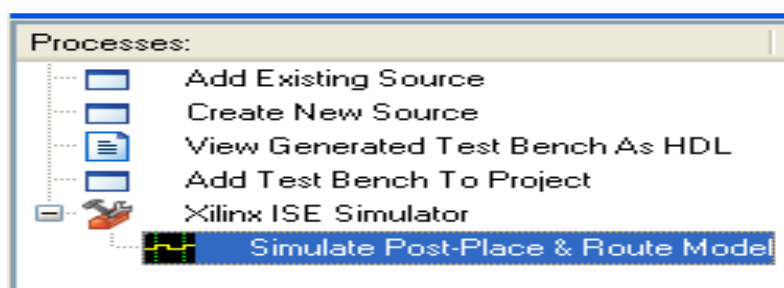 Processes:
Add Existing Source
Create New Source
View Generated Test Bench As HDL
Add Test Bench To Project
Xilinx ISE Simulator
Simulate Post-Place & Route Model